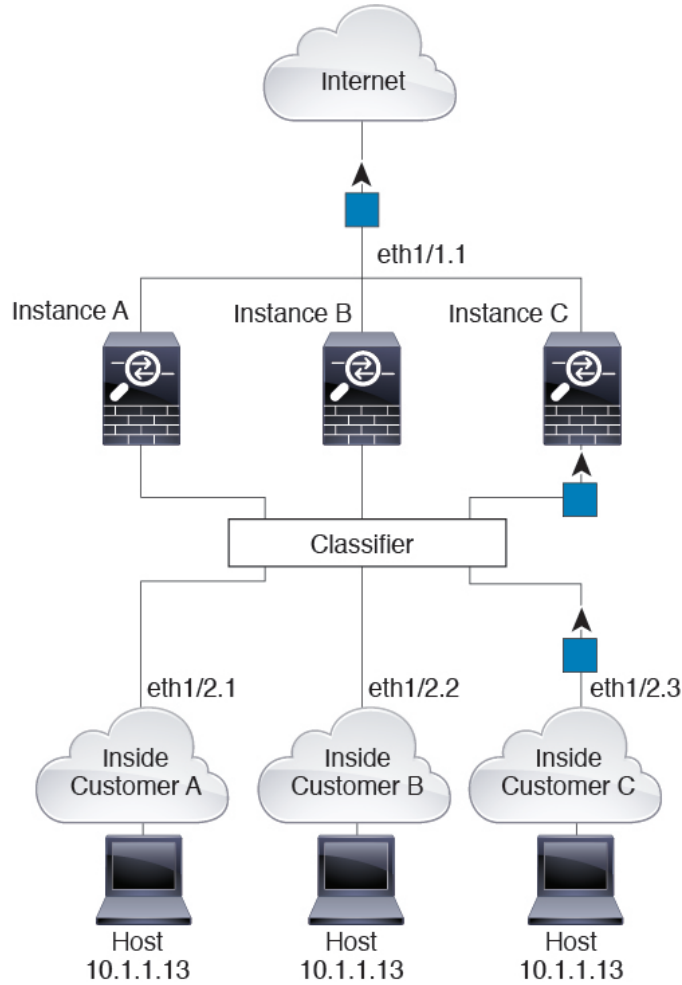 Internet
eth1/1.1
Instance A
Instance B
Instance C
Classifier
eth1/2.1
eth1/2.2
eth1/2.3
Inside
Customer A
Inside
Customer B
Inside
Customer C
Host
10.1.1.13
Host
10.1.1.13
Host
10.1.1.13